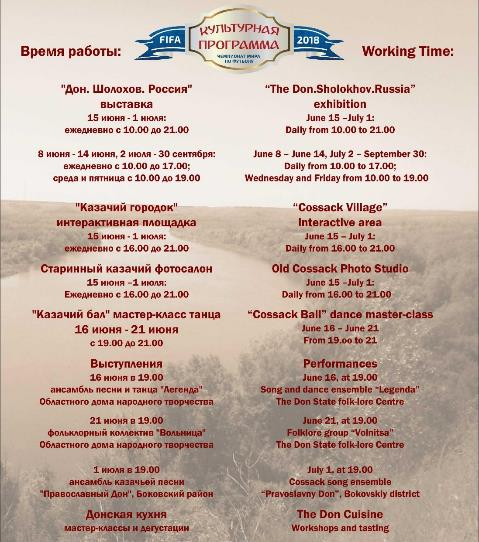 КУЛЬТУРНАЯ
FIFA ПРОГРАММА 2018
ЧЕМПИОНАТ МИРА
ПО ФУТБОЛУ
Время работы:
"Дон. Шолохов. Россия"
выставка
15 июня - 1 июля:
ежедневно с 10.00 до 21.00
8 июня - 14 июня, 2 июля - 30 сентября:
ежедневно с 10.00 до 17.00;
среда и пятница с 10.00 до 19.00
"Казачий городок"
интерактивная площадка
15 июня - 1 июля:
ежедневно с 16.00 до 21.00
Старинный казачий фотосалон
15 июня –1 июля:
Ежедневно с 16.00 до 21.00
"Казачий бал" мастер-класс танца
16 июня - 21 июня
с 19.00 до 21.00
Выступления
16 июня в 19.00
ансамбль песни и танца "Легенда"
Областного дома народного творчества
21 июня в 19.00
фольклорный коллектив "Вольница"
Областного дома народного творчества
1 июля в 19.00
ансамбль казачьей песни
"Православный Дон", Боковский район
Донская кухня
мастер-классы и дегустации
Working Time:
“The Don.Sholokhov.Russia”
exhibition
June 15 –July 1:
Daily from 10.00 to 21.00
June 8 – June 14, July 2 – September 30:
Daily from 10.00 to 17.00;
Wednesday and Friday from 10.00 to 19.00
“Cossack Village”
Interactive area
June 15 – July 1:
Daily from 16.00 to 21.00
Old Cossack Photo Studio
June 15 –July 1:
Daily from 16.00 to 21.00
“Cossack Ball” dance master-class
June 16 – June 21
From 19.oo to 21
Performances
June 16, at 19.00
Song and dance ensemble “Legenda”
The Don State folk-lore Centre
June 21, at 19.00
Folklore group “Volnitsa”
The Don State folk-lore Centre
July 1, at 19.00
Cossack song ensemble
“Pravoslavny Don”, Bokovskiy district
The Don Cuisine
Workshops and tasting